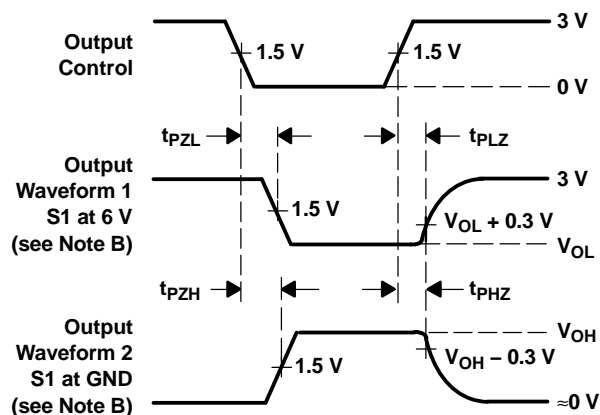 Output
Control
1.5 V
1.5 V
3 V
0 V
tPZL
tPLZ
Output
Waveform 1
S1 at 6 V
(see Note B)
1.5 V
3 V
VOL + 0.3 V
VOL
tPZH
tPHZ
Output
Waveform 2
S1 at GND
(see Note B)
1.5 V
VOH
VOH − 0.3 V
≈0 V